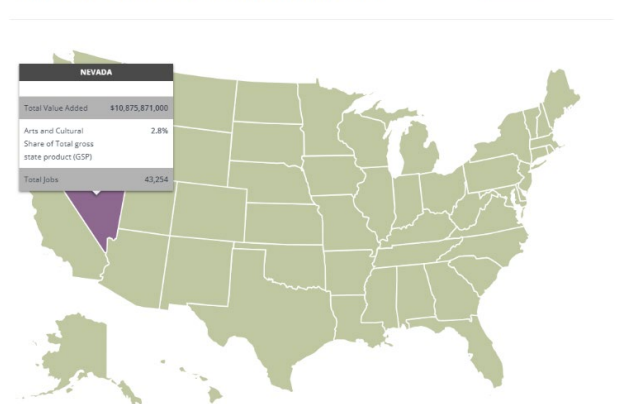 NEVADA
Total Value Added $10,875,871,000
Arts and Cultural 2.8%
Share of Total gross
state product (GSP)
Total Jobs 43,254